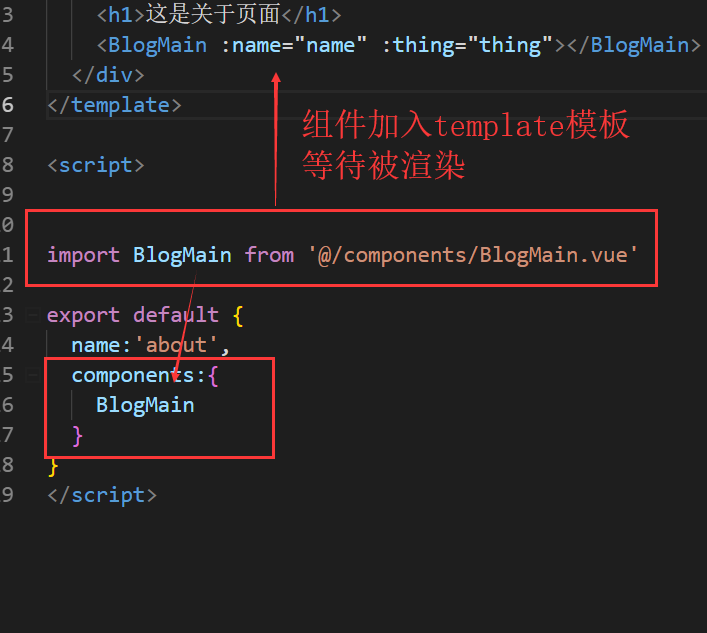 3 <h1>这是关于页面</h1>
4 <BlogMain :name="name" :thing="thing"></BlogMain>
5 </div>
6 </template>
组件加入template模板
7
等待被渲染
8 <script>
9
0
1 import BlogMain from '@/components/BlogMain.vue'
2
3 export default {
4 name:'about',
5 components:{
6 BlogMain
7 }
8 }
9 </script>